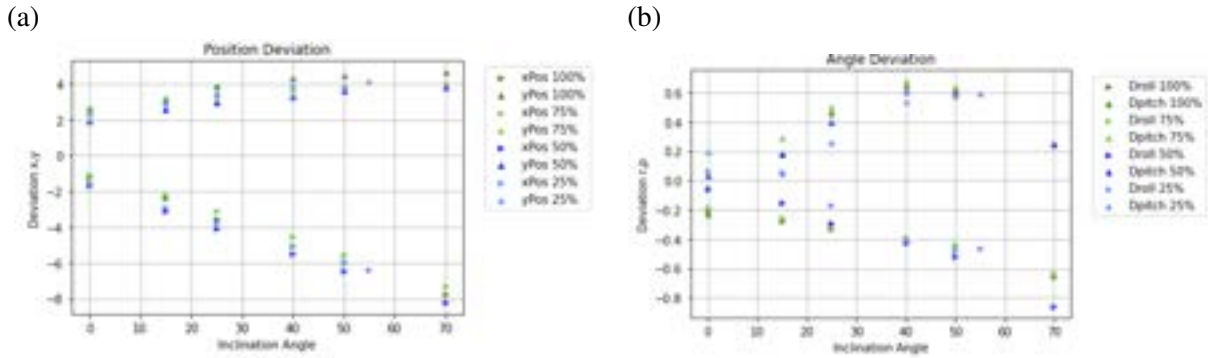 (a)
Position Deviation
Deviation x,y
4
2
0
−2
−4
−6
−8
0 10 20 30 40 50 60 70
Inclination Angle
xPos 100%
yPos 100%
xPos 75%
yPos 75%
xPos 50%
yPos 50%
xPos 25%
yPos 25%
(b)
Angle Deviation
Deviation r,p
0.6
0.4
0.2
0.0
−0.2
−0.4
−0.6
−0.8
0 10 20 30 40 50 60 70
Inclination Angle
Droll 100%
Dpitch 100%
Droll 75%
Dpitch 75%
Droll 50%
Dpitch 50%
Droll 25%
Dpitch 25%